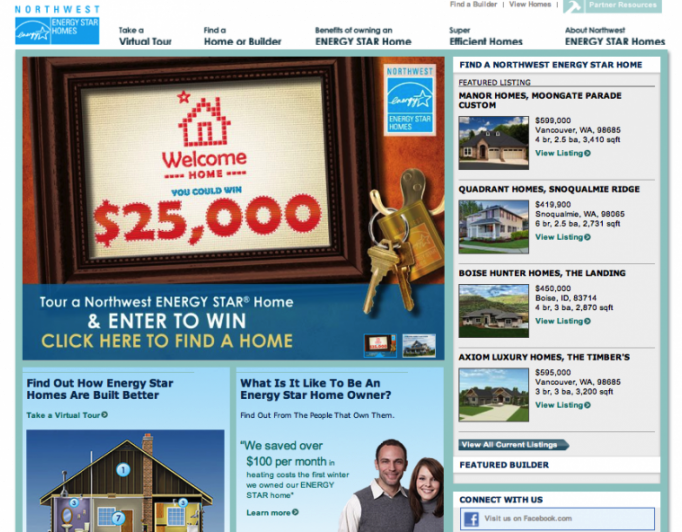 NORTHWEST
ENERGY STAR
HOMES
Find a Builder | View Homes | Partner Resources
Take a
Virtual Tour
Find a
Home or Builder
Benefits of owning an
ENERGY STAR Home
Super
Efficient Homes
About Northwest
ENERGY STAR Homes
NORTHWEST
energy
ENERGY STAR
HOMES
Welcome
HOME
YOU COULD WIN
$25,000
Tour a Northwest ENERGY STAR® Home
& ENTER TO WIN
CLICK HERE TO FIND A HOME
Find Out How Energy Star
Homes Are Built Better
Take a Virtual Tour
1
7
What Is It Like To Be An
Energy Star Home Owner?
Find Out From The People That Own Them.
“We saved over
$100 per month in
heating costs the first winter
we owned our ENERGY
STAR home”
Learn more
FIND A NORTHWEST ENERGY STAR HOME
FEATURED LISTING
MANOR HOMES, MOONGATE PARADE
CUSTOM
$599,000
Vancouver, WA, 98685
4 br, 2.5 ba, 3,410 sqft
View Listing
QUADRANT HOMES, SNOQUALMIE RIDGE
$419,900
Snoqualmie, WA, 98065
6 br, 2.5 ba, 2,731 sqft
View Listing
BOISE HUNTER HOMES, THE LANDING
$450,000
Boise, ID, 83714
4 br, 3 ba, 2,870 sqft
View Listing
AXIOM LUXURY HOMES, THE TIMBER'S
$595,000
Vancouver, WA, 98685
3 br, 3 ba, 3,200 sqft
View Listing
View All Current Listings
FEATURED BUILDER
CONNECT WITH US
Visit us on Facebook.com